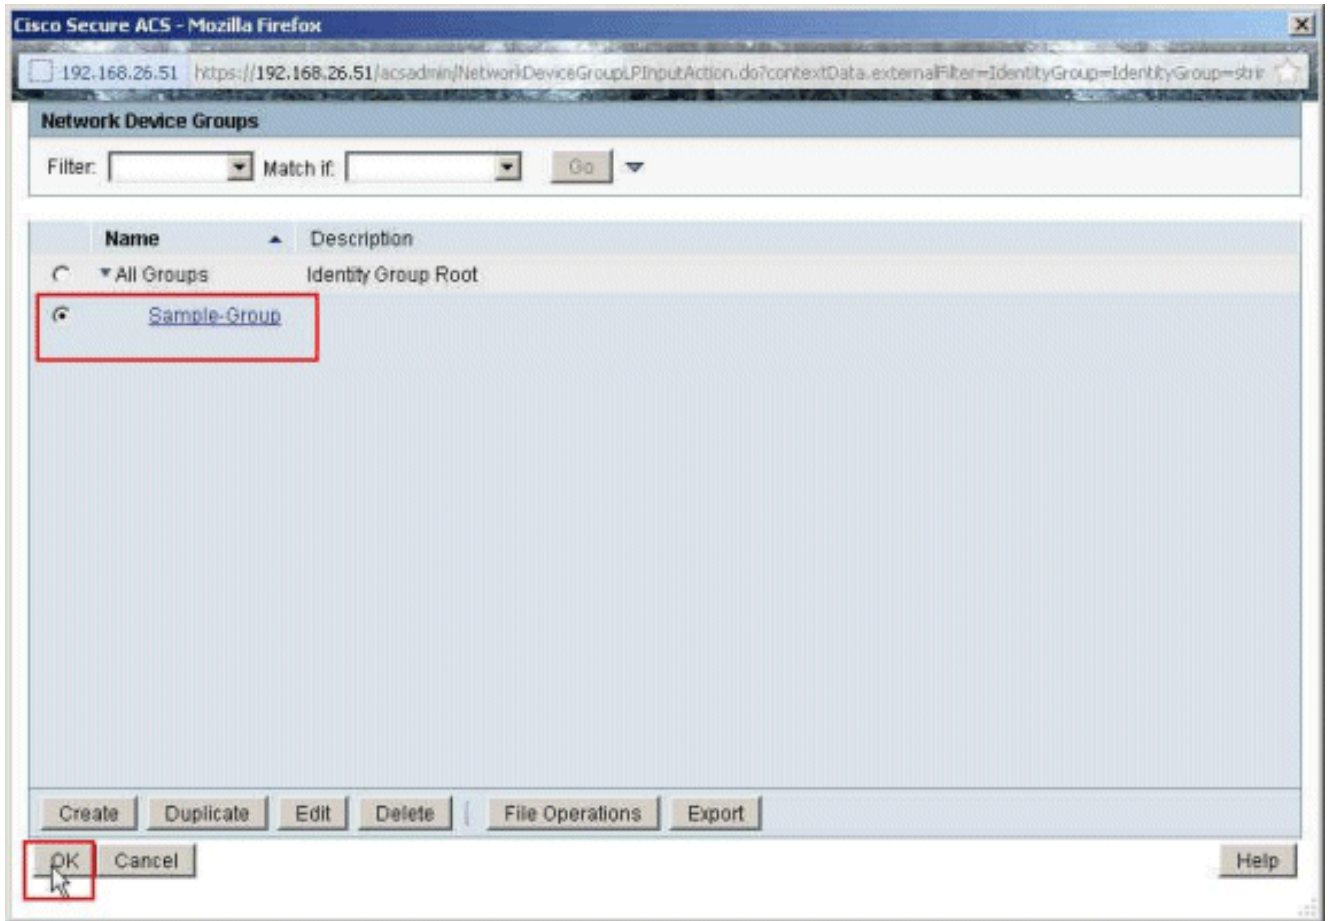 Cisco Secure ACS - Mozilla Firefox
192.168.26.51 https://192.168.26.51/acsadmin/NetworkDeviceGroupLPInputAction.do?contextData.externalFilter=IdentityGroup=IdentityGroup=strir
Network Device Groups
Filter: Match if: Go
Name Description
All Groups Identity Group Root
Sample-Group
Create Duplicate Edit Delete File Operations Export
OK Cancel Help